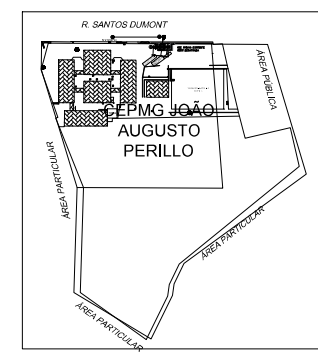 R. SANTOS DUMONT
ÁREA PÚBLICA
CEPMG JOÃO
AUGUSTO
PERILLO
ÁREA PARTICULAR
ÁREA PARTICULAR
ÁREA PARTICULAR